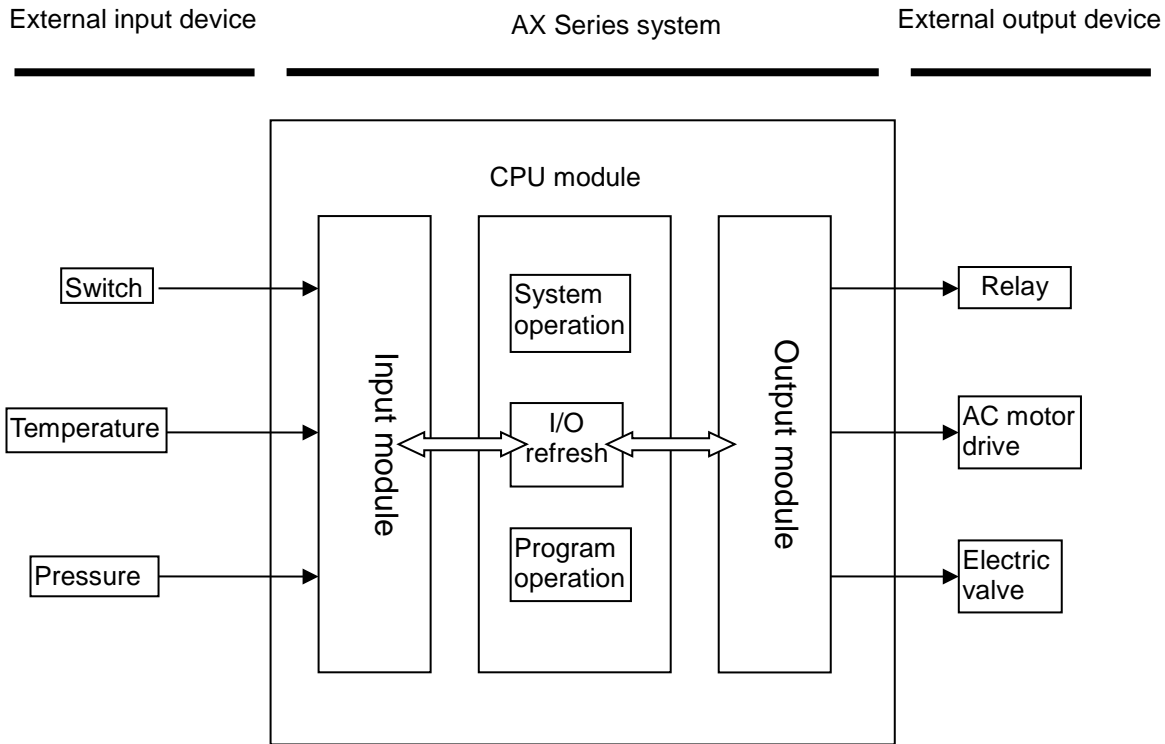 External input device
AX Series system
External output device
CPU module
Switch
Temperature
Pressure
Input module
System
operation
I/O
refresh
Program
operation
Output module
Relay
AC motor
drive
Electric
valve